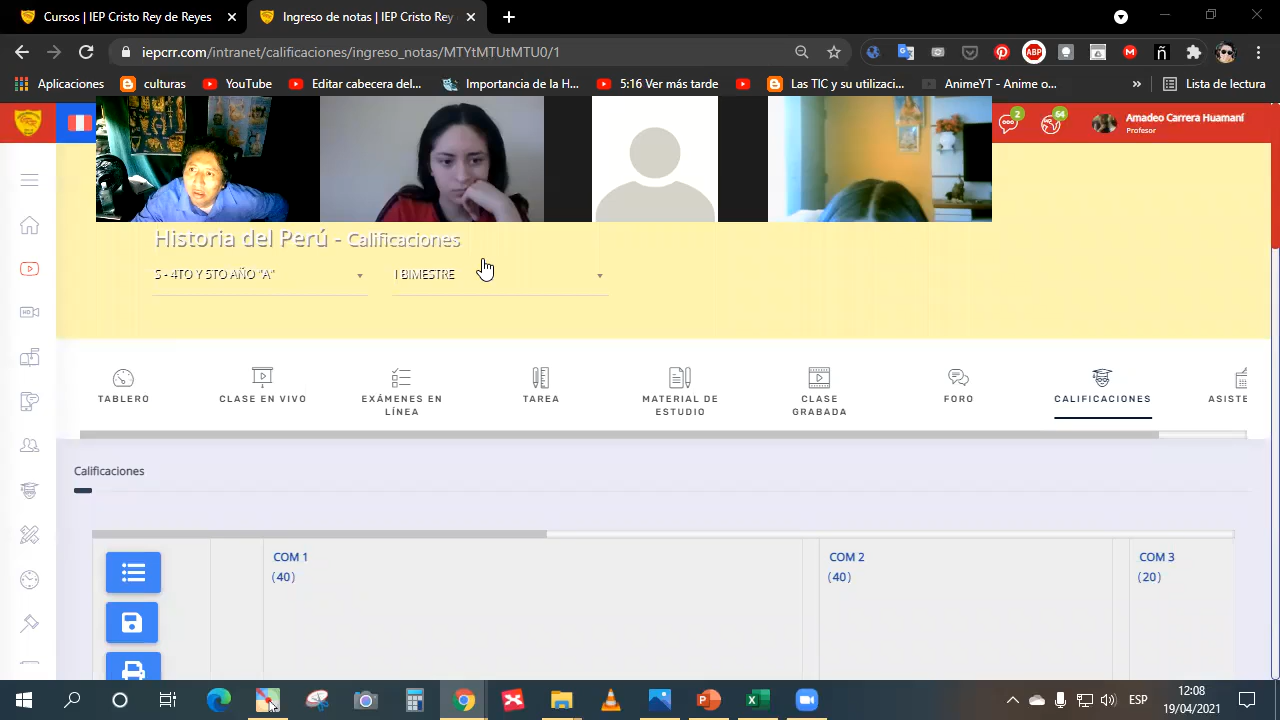 Cursos | IEP Cristo Rey de Reyes
Ingreso de notas | IEP Cristo Rey
iepcrr.com/intranet/calificaciones/ingreso_notas/MTYtMTUtMTU0/1
ABP
ñ
Aplicaciones
culturas
YouTube
Editar cabecera del...
Importancia de la H...
5:16 Ver más tarde
Las TIC y su utilizaci...
AnimeYT - Anime o...
»
Lista de lectura
2
64
Amadeo Carrera Huamaní
Profesor
Historia del Perú - Calificaciones
S - 4TO Y 5TO AÑO "A"
I BIMESTRE
TABLERO
CLASE EN VIVO
EXÁMENES EN
LÍNEA
TAREA
MATERIAL DE
ESTUDIO
CLASE
GRABADA
FORO
CALIFICACIONES
ASISTE
HD
Calificaciones
COM 1
(40)
COM 2
(40)
COM 3
(20)
ESP
12:08
19/04/2021